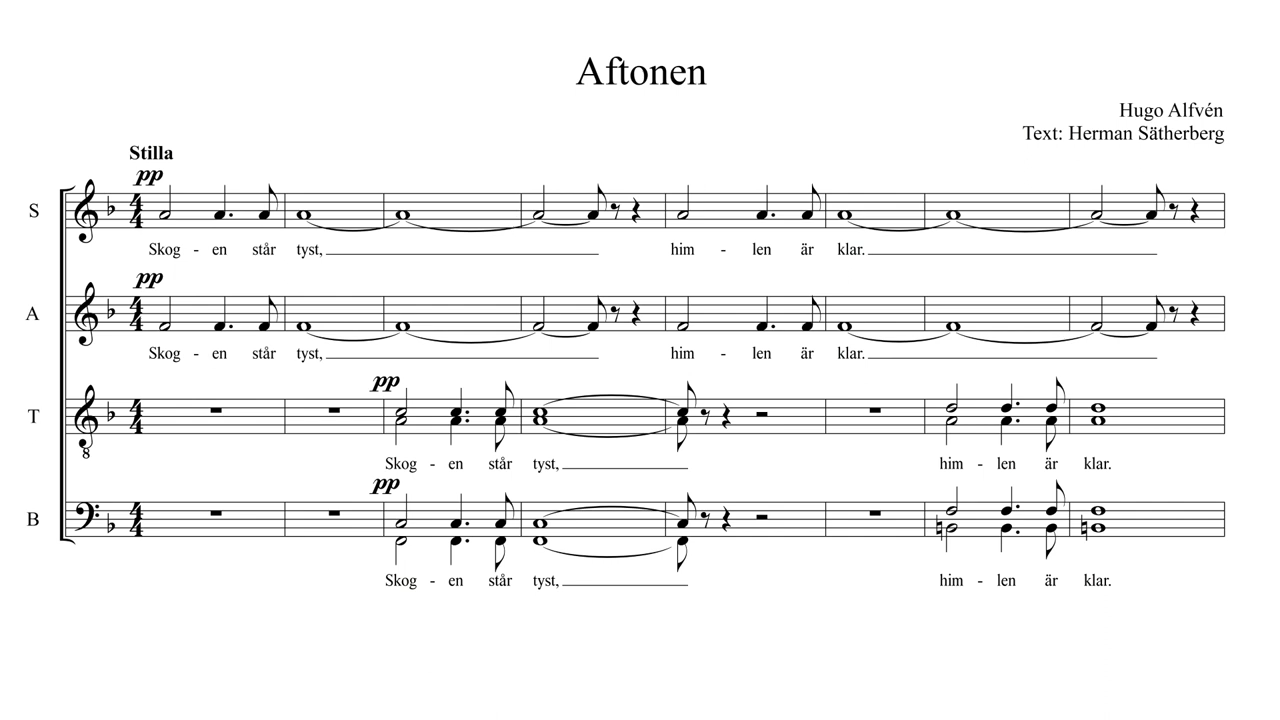 Aftonen
Hugo Alfvén
Text: Herman Sätherberg
Stilla
pp
S
Skog - en står tyst, him - len är klar.
pp
A
Skog - en står tyst, him - len är klar.
pp
T
8
Skog - en står tyst, him - len är klar.
pp
B
Skog - en står tyst, him - len är klar.